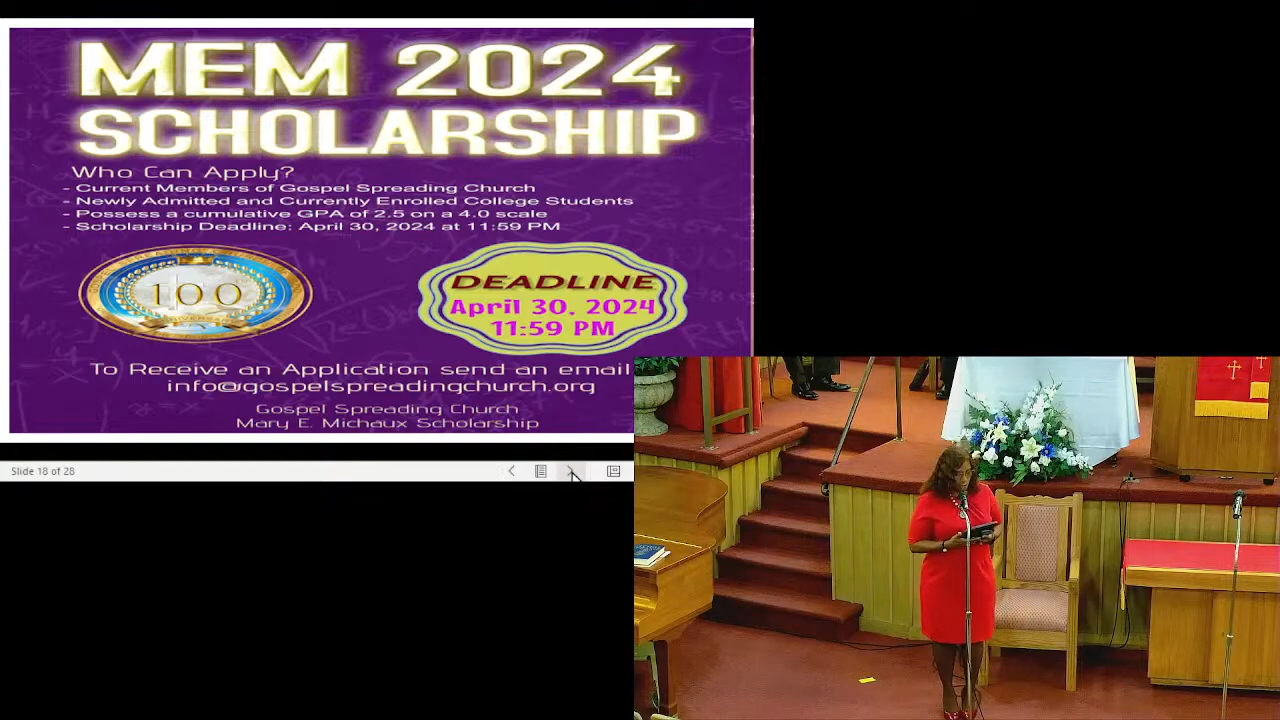 MEM 2024
SCHOLARSHIP
Who Can Apply?
- Current Members of Gospel Spreading Church
- Newly Admitted and Currently Enrolled College Students
- Possess a cumulative GPA of 2.5 on a 4.0 scale
- Scholarship Deadline: April 30, 2024 at 11:59 PM
100
DEADLINE
April 30, 2024
11:59 PM
To Receive an Application send an email
info@gospelspreadingchurch.org
Gospel Spreading Church
Mary E. Michaux Scholarship
Slide 18 of 28